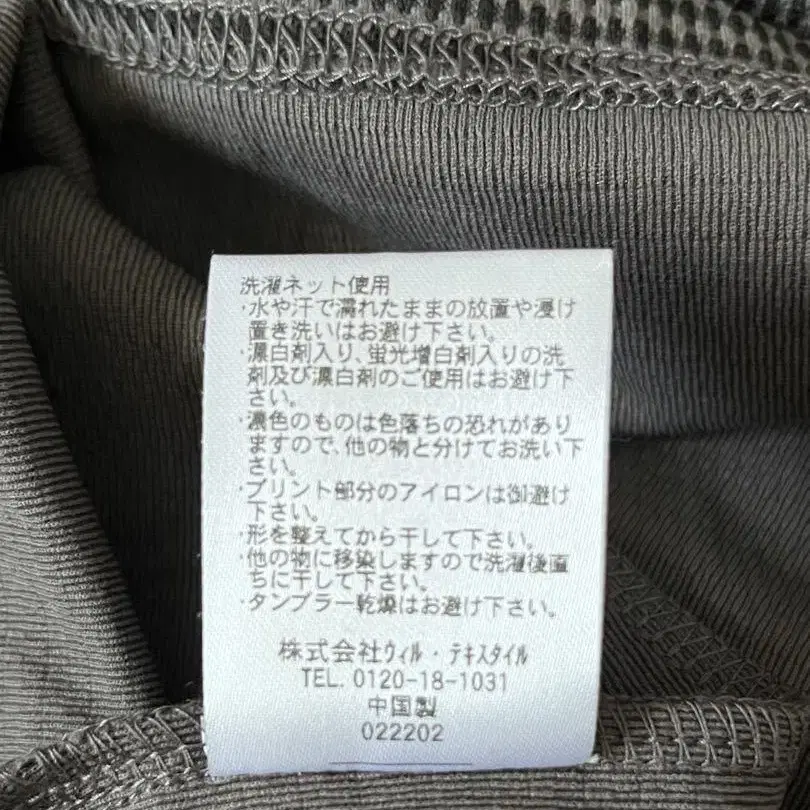 洗濯ネット使用
・水や汗で濡れたままの放置や浸け
置き洗いはお避け下さい。
・漂白剤入り、蛍光増白剤入りの洗
剤及び漂白剤のご使用はお避け下
さい。
・濃色のものは色落ちの恐れがあり
ますので、他の物と分けてお洗い下
さい。
・プリント部分のアイロンは御避け
下さい。
・形を整えてから干して下さい。
・他の物に移染しますので洗濯後直
ちに干して下さい。
・タンブラー乾燥はお避け下さい。
株式会社ウィル・テキスタイル
TEL. 0120-18-1031
中国製
022202